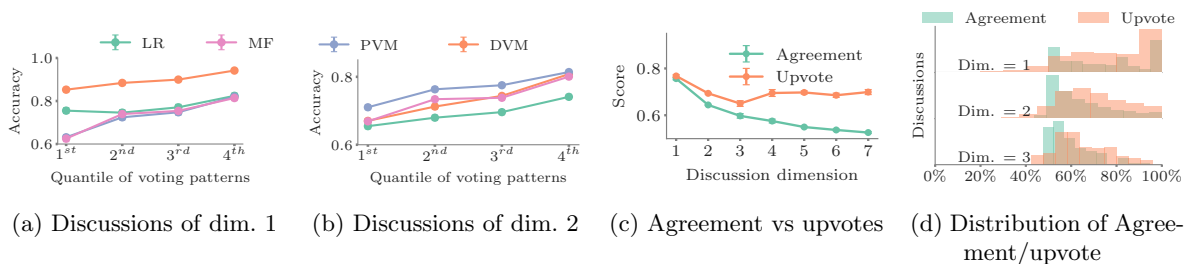 LR MF
Accuracy
1.0
0.8
0.6
1st 2nd 3rd 4th
Quantile of voting patterns
(a) Discussions of dim. 1
PVM DVM
Accuracy
0.8
0.6
1st 2nd 3rd 4th
Quantile of voting patterns
(b) Discussions of dim. 2
Agreement
Upvote
Score
0.8
0.6
1 2 3 4 5 6 7
Discussion dimension
(c) Agreement vs upvotes
Agreement Upvote
Discussions
Dim. = 1
Dim. = 2
Dim. = 3
0% 20% 40% 60% 80% 100%
(d) Distribution of Agree-
ment/upvote